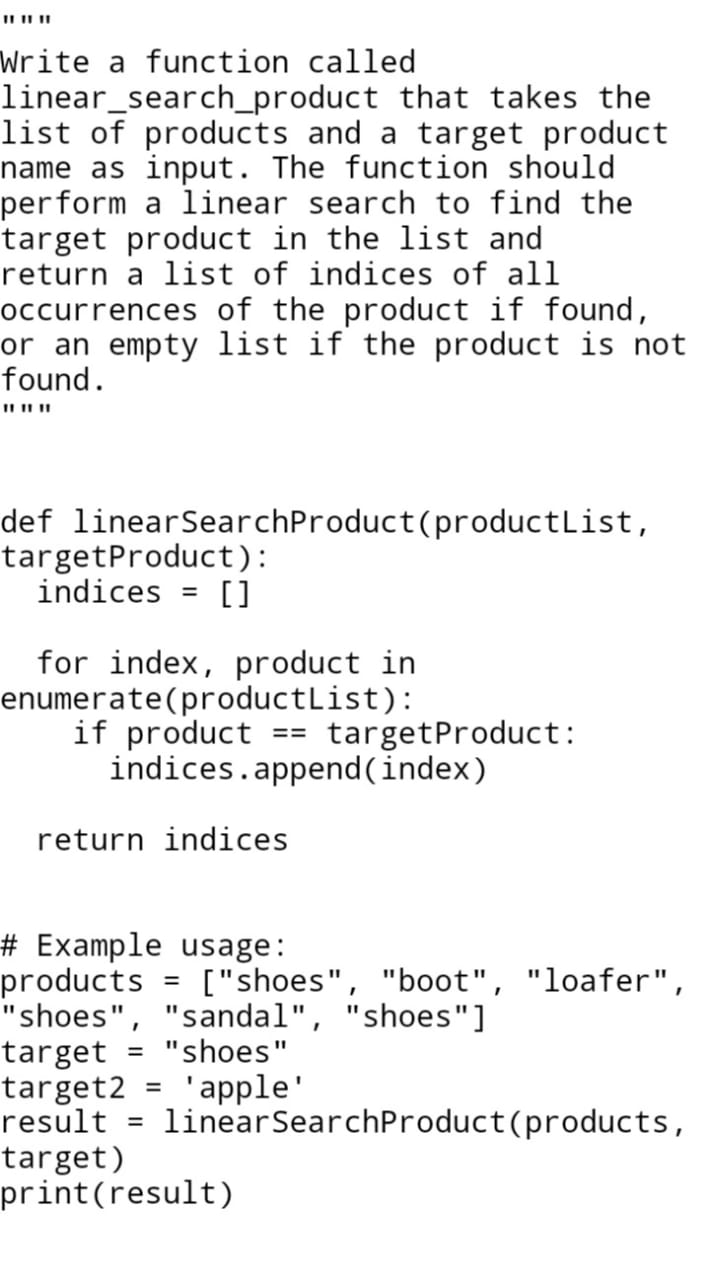 """
Write a function called
linear_search_product that takes the
list of products and a target product
name as input. The function should
perform a linear search to find the
target product in the list and
return a list of indices of all
occurrences of the product if found,
or an empty list if the product is not
found.
"""
def linearSearchProduct(productList,
targetProduct):
  indices = []
  for index, product in
enumerate(productList):
    if product == targetProduct:
      indices.append(index)
  return indices
# Example usage:
products = ["shoes", "boot", "loafer",
"shoes", "sandal", "shoes"]
target = "shoes"
target2 = 'apple'
result = linearSearchProduct(products,
target)
print(result)